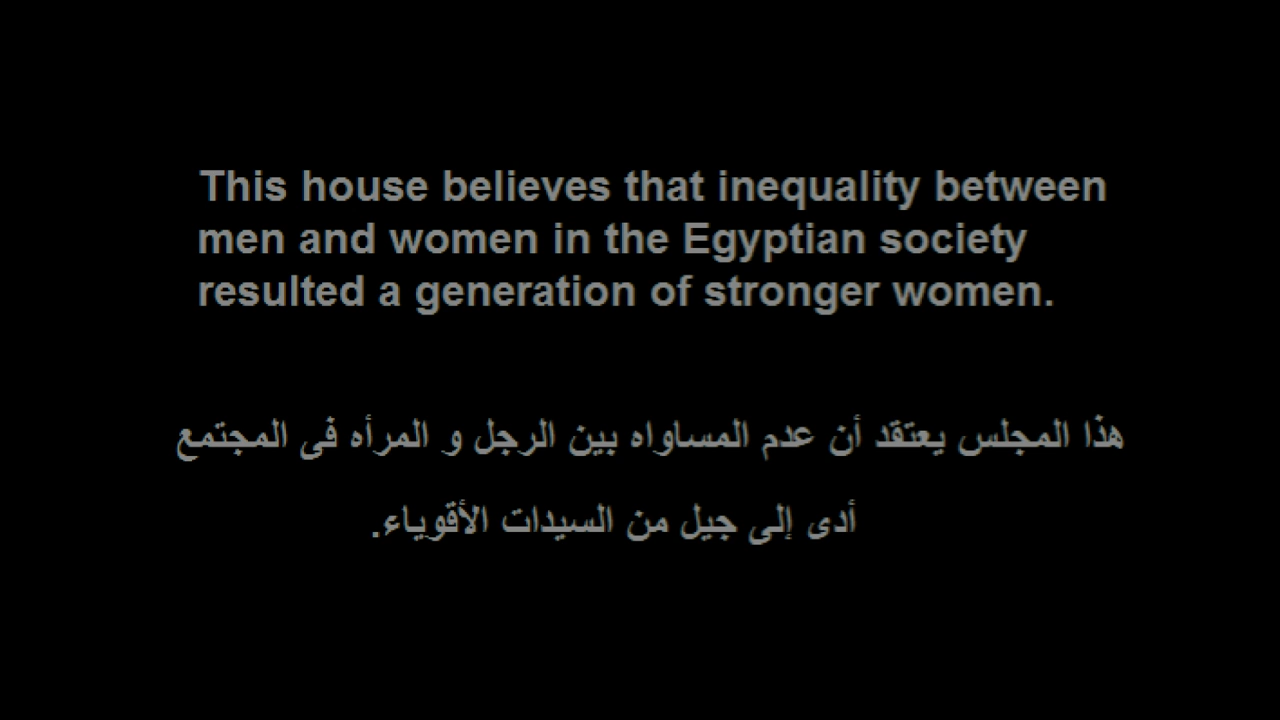 This house believes that inequality between
men and women in the Egyptian society
resulted a generation of stronger women.
هذا المجلس يعتقد أن عدم المساواه بين الرجل و المرأه فى المجتمع
أدى إلى جيل من السيدات الأقوياء.